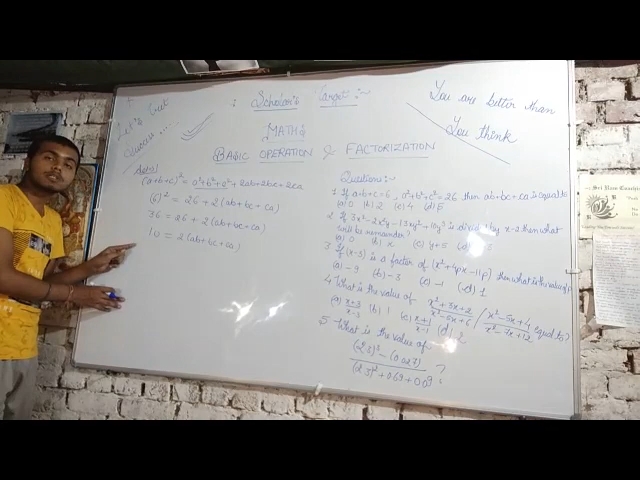 Let's Get
Discuss ....
: Scholar's Target :-
You are better than
You think
MATHS
BASIC OPERATION & FACTORIZATION
Ans:1
(a+b+c)² = a²+b²+c²+2ab+2bc+2ca
(6)² = 26 + 2(ab+bc+ca)
36 = 26 + 2(ab+bc+ca)
10 = 2(ab+bc+ca)
Questions:-
1 If a+b+c=6, a²+b²+c²=26 then ab+bc+ca is equal to
(a) 0 (b) 2 (c) 4 (d) 5
2 If 3x³-2x²y-13xy²+10y³ is divided by x-2 then what
will be remainder?
(a) 0 (b) x (c) y+5 (d)
3 If (x-3) is a factor of (x²+4px-11p) then what is the value of p
(a) -9 (b) -3 (c) -1 (d) 1
4 What is the value of x²+3x+2 / x²-5x+6 / x²-5x+4 / x²-7x+12 equal to?
(a) x+3/x-3 (b) 1 (c) x+1/x-1 (d) 2
5 What is the value of
(2.3)³-(0.027) / (2.3)²+0.69+0.09 ?